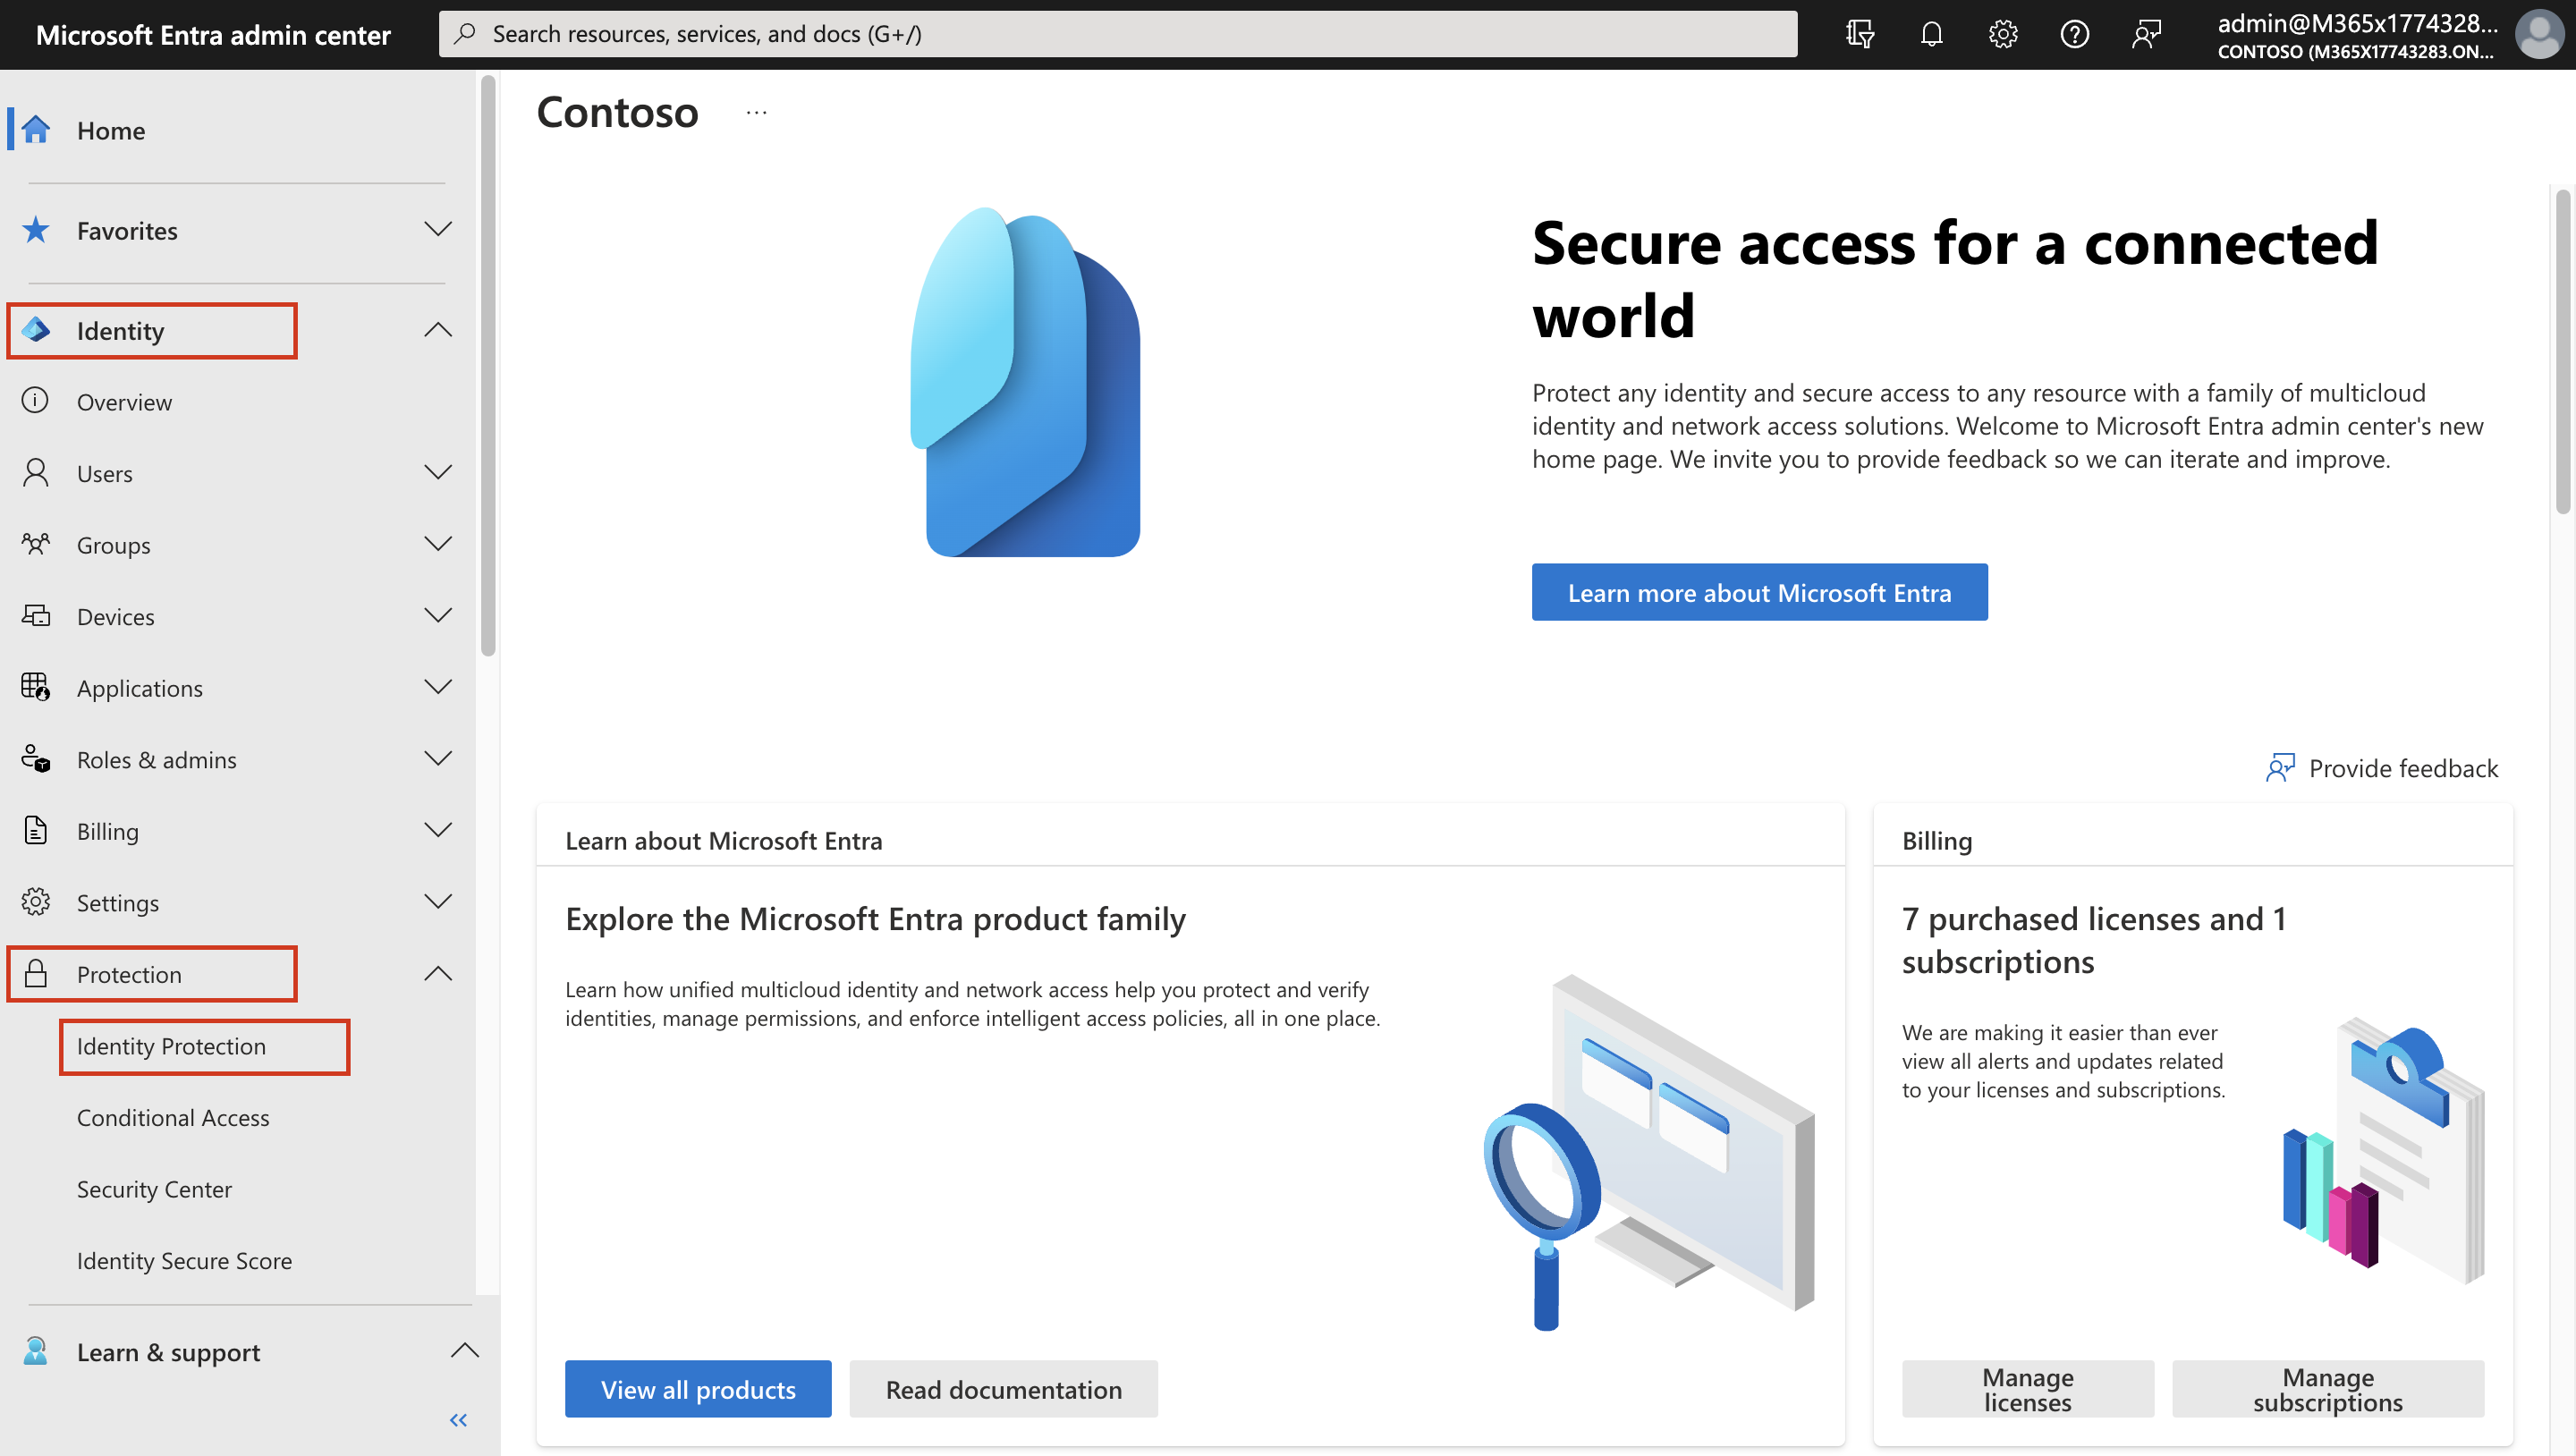 Microsoft Entra admin center
Search resources, services, and docs (G+/)
admin@M365x1774328...
CONTOSO (M365X17743283.ON...
Home
Favorites
Identity
Overview
Users
Groups
Devices
Applications
Roles & admins
Billing
Settings
Protection
Identity Protection
Conditional Access
Security Center
Identity Secure Score
Learn & support
Contoso ...
Secure access for a connected
world
Protect any identity and secure access to any resource with a family of multicloud
identity and network access solutions. Welcome to Microsoft Entra admin center's new
home page. We invite you to provide feedback so we can iterate and improve.
Learn more about Microsoft Entra
Provide feedback
Learn about Microsoft Entra
Explore the Microsoft Entra product family
Learn how unified multicloud identity and network access help you protect and verify
identities, manage permissions, and enforce intelligent access policies, all in one place.
View all products
Read documentation
Billing
7 purchased licenses and 1
subscriptions
We are making it easier than ever
view all alerts and updates related
to your licenses and subscriptions.
Manage
licenses
Manage
subscriptions